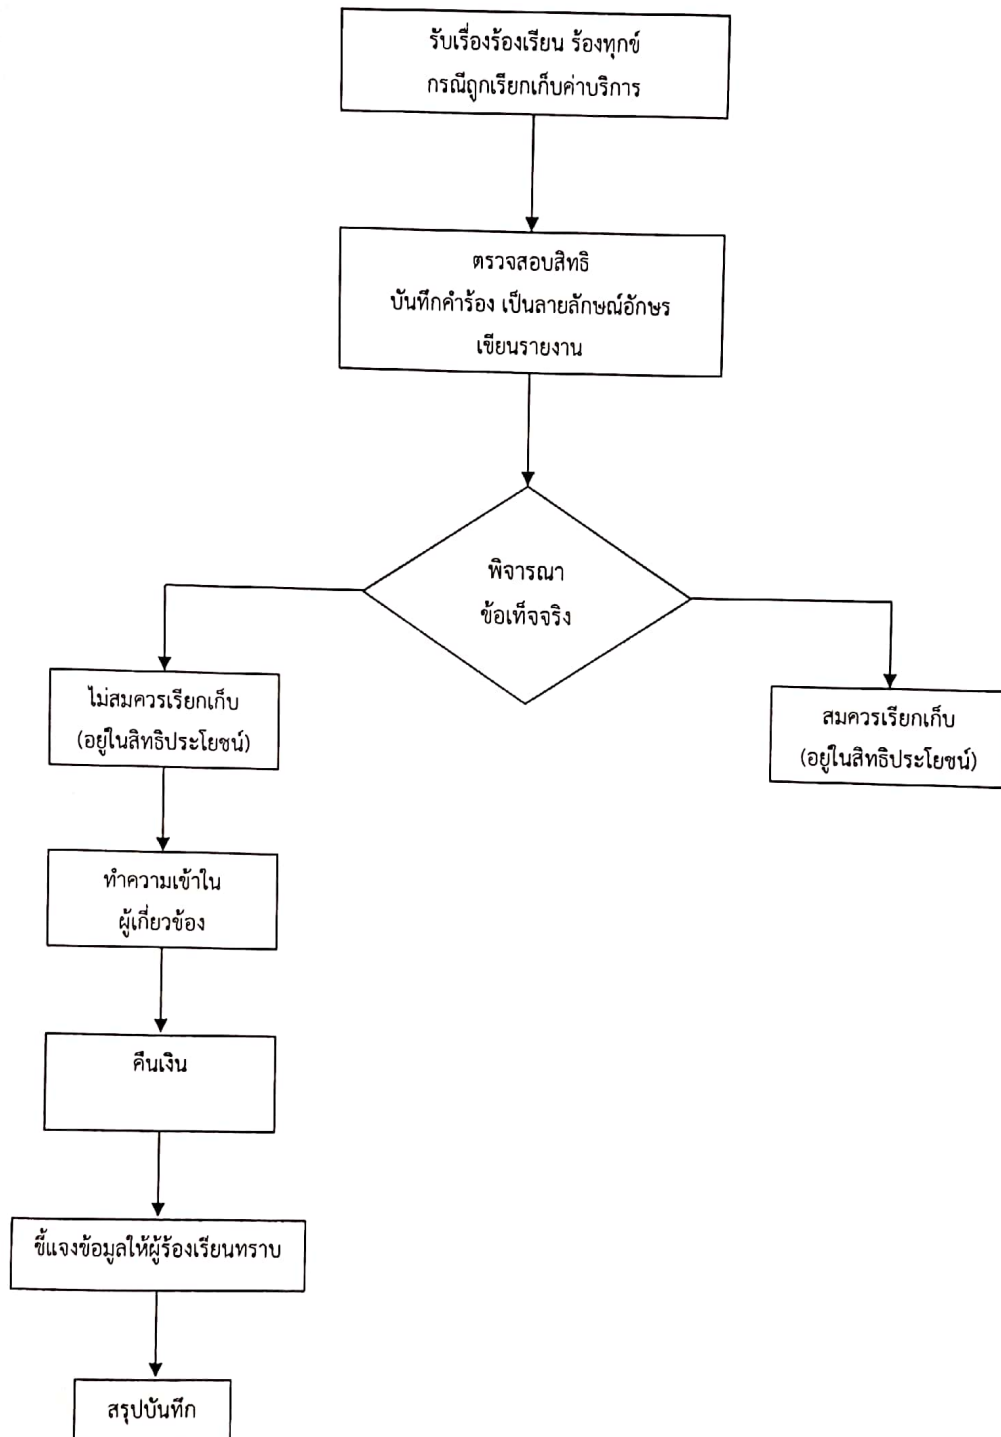 รับเรื่องร้องเรียน ร้องทุกข์
กรณีถูกเรียกเก็บค่าบริการ
ตรวจสอบสิทธิ
บันทึกคำร้อง เป็นลายลักษณ์อักษร
เขียนรายงาน
พิจารณา
ข้อเท็จจริง
ไม่สมควรเรียกเก็บ
(อยู่ในสิทธิประโยชน์)
สมควรเรียกเก็บ
(อยู่ในสิทธิประโยชน์)
ทำความเข้าใน
ผู้เกี่ยวข้อง
คืนเงิน
ชี้แจงข้อมูลให้ผู้ร้องเรียนทราบ
สรุปบันทึก